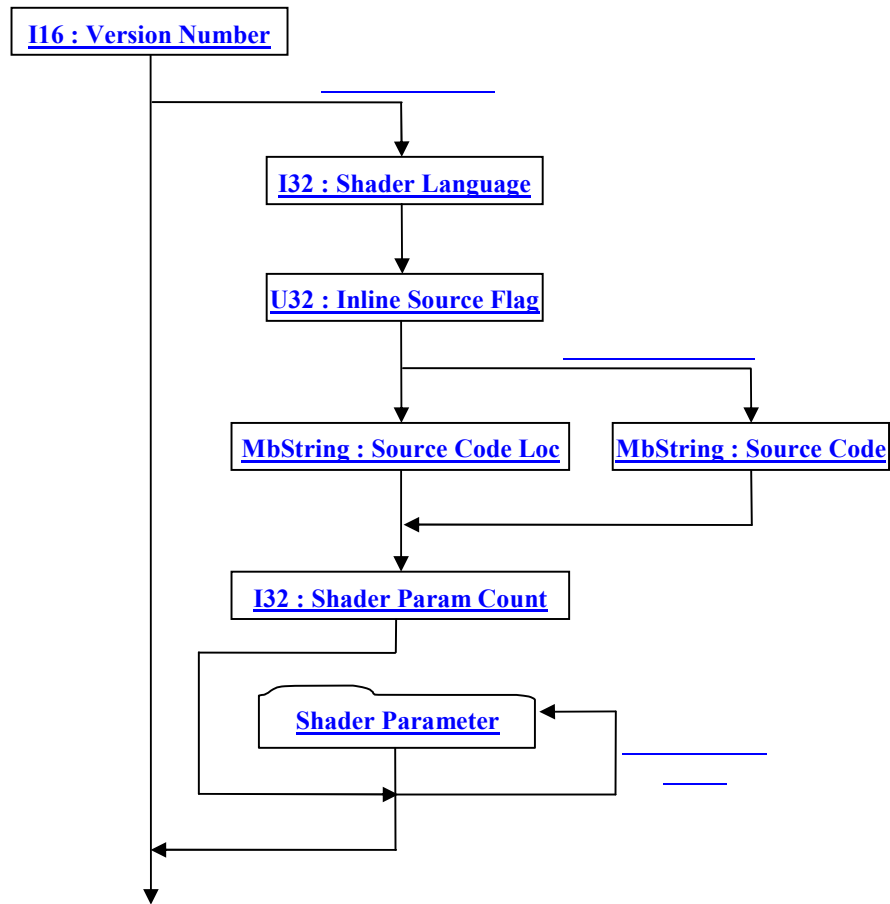 I16 : Version Number
I32 : Shader Language
U32 : Inline Source Flag
MbString : Source Code Loc
MbString : Source Code
I32 : Shader Param Count
Shader Parameter